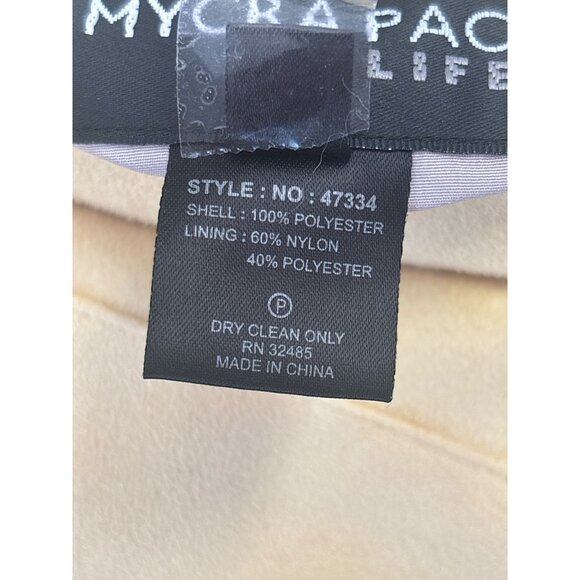 MYCRA PAC
LIFE
STYLE : NO : 47334
SHELL : 100% POLYESTER
LINING : 60% NYLON
40% POLYESTER
P
DRY CLEAN ONLY
RN 32485
MADE IN CHINA